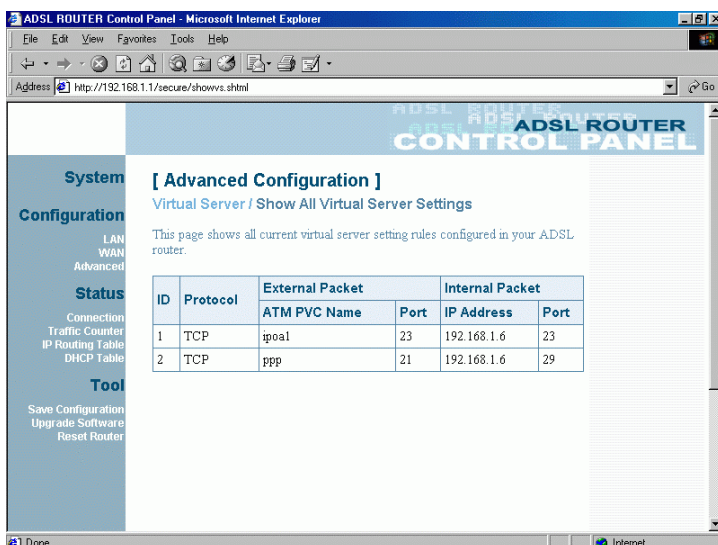 ADSL ROUTER Control Panel - Microsoft Internet Explorer
File Edit View Favorites Tools Help
Address http://192.168.1.1/secure/showvs.shtml Go
ADSL ROUTER
CONTROL PANEL
System
Configuration
LAN
WAN
Advanced
Status
Connection
Traffic Counter
IP Routing Table
DHCP Table
Tool
Save Configuration
Upgrade Software
Reset Router
[ Advanced Configuration ]
Virtual Server / Show All Virtual Server Settings
This page shows all current virtual server setting rules configured in your ADSL
router.
ID Protocol External Packet Internal Packet
ATM PVC Name Port IP Address Port
1 TCP ipoa1 23 192.168.1.6 23
2 TCP ppp 21 192.168.1.6 29
Done Internet